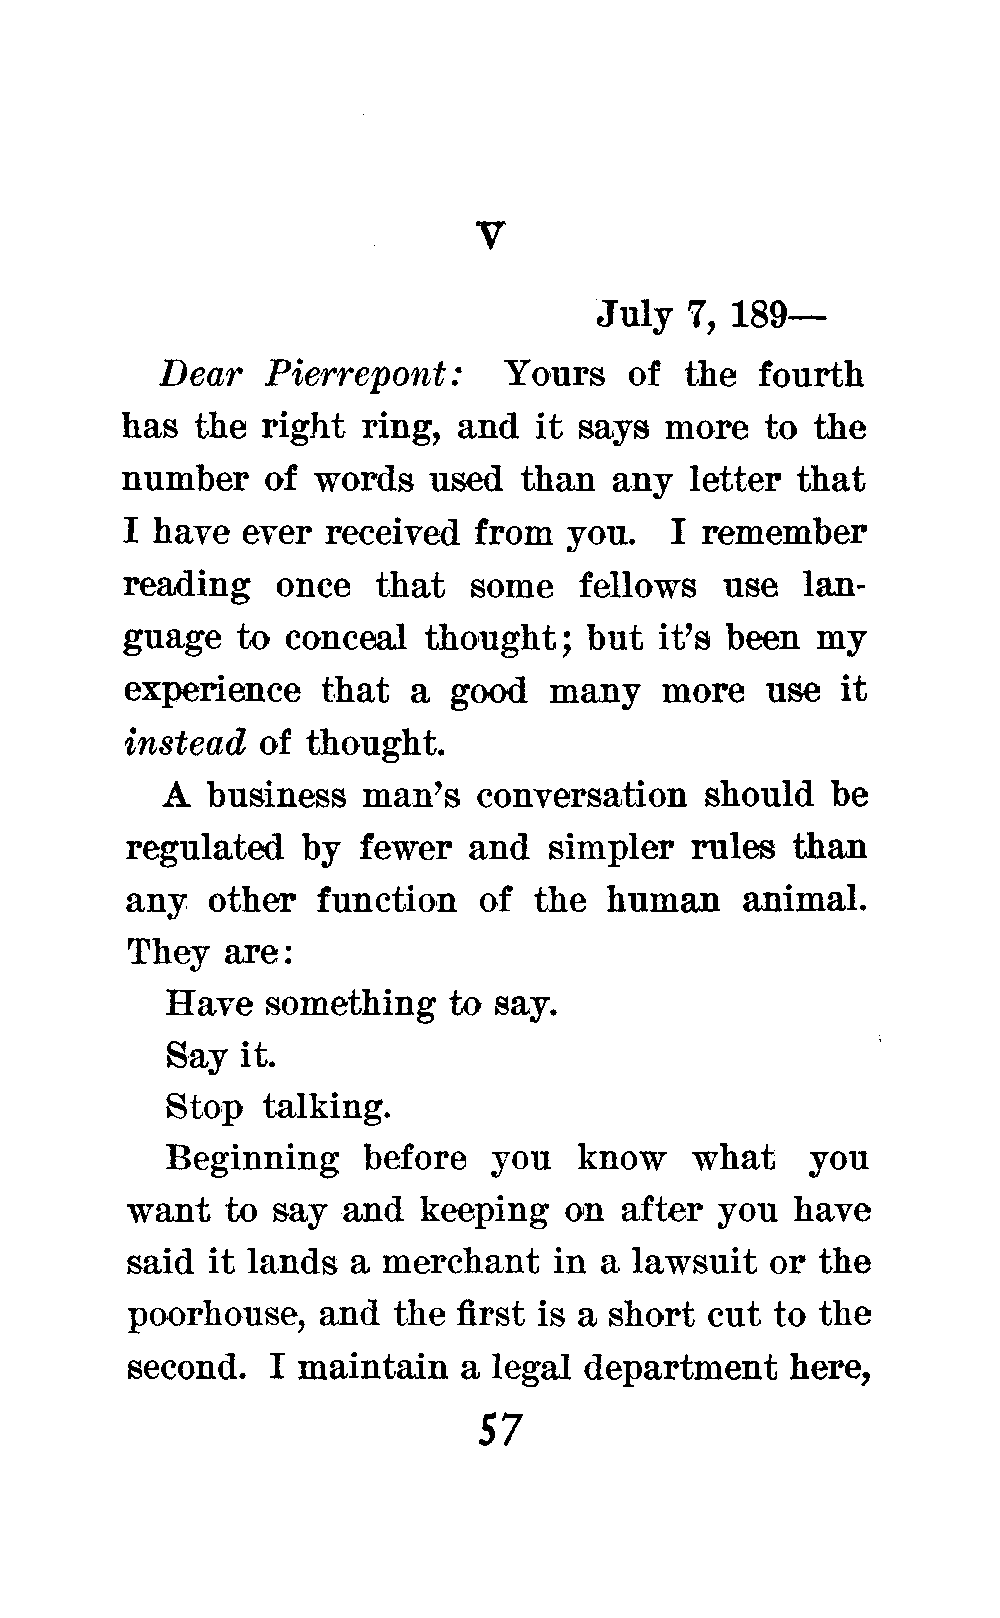 V
July 7, 189—
Dear Pierrepont: Yours of the fourth
has the right ring, and it says more to the
number of words used than any letter that
I have ever received from you. I remember
reading once that some fellows use lan-
guage to conceal thought; but it's been my
experience that a good many more use it
instead of thought.
A business man's conversation should be
regulated by fewer and simpler rules than
any other function of the human animal.
They are:
Have something to say.
Say it.
Stop talking.
Beginning before you know what you
want to say and keeping on after you have
said it lands a merchant in a lawsuit or the
poorhouse, and the first is a short cut to the
second. I maintain a legal department here,
57